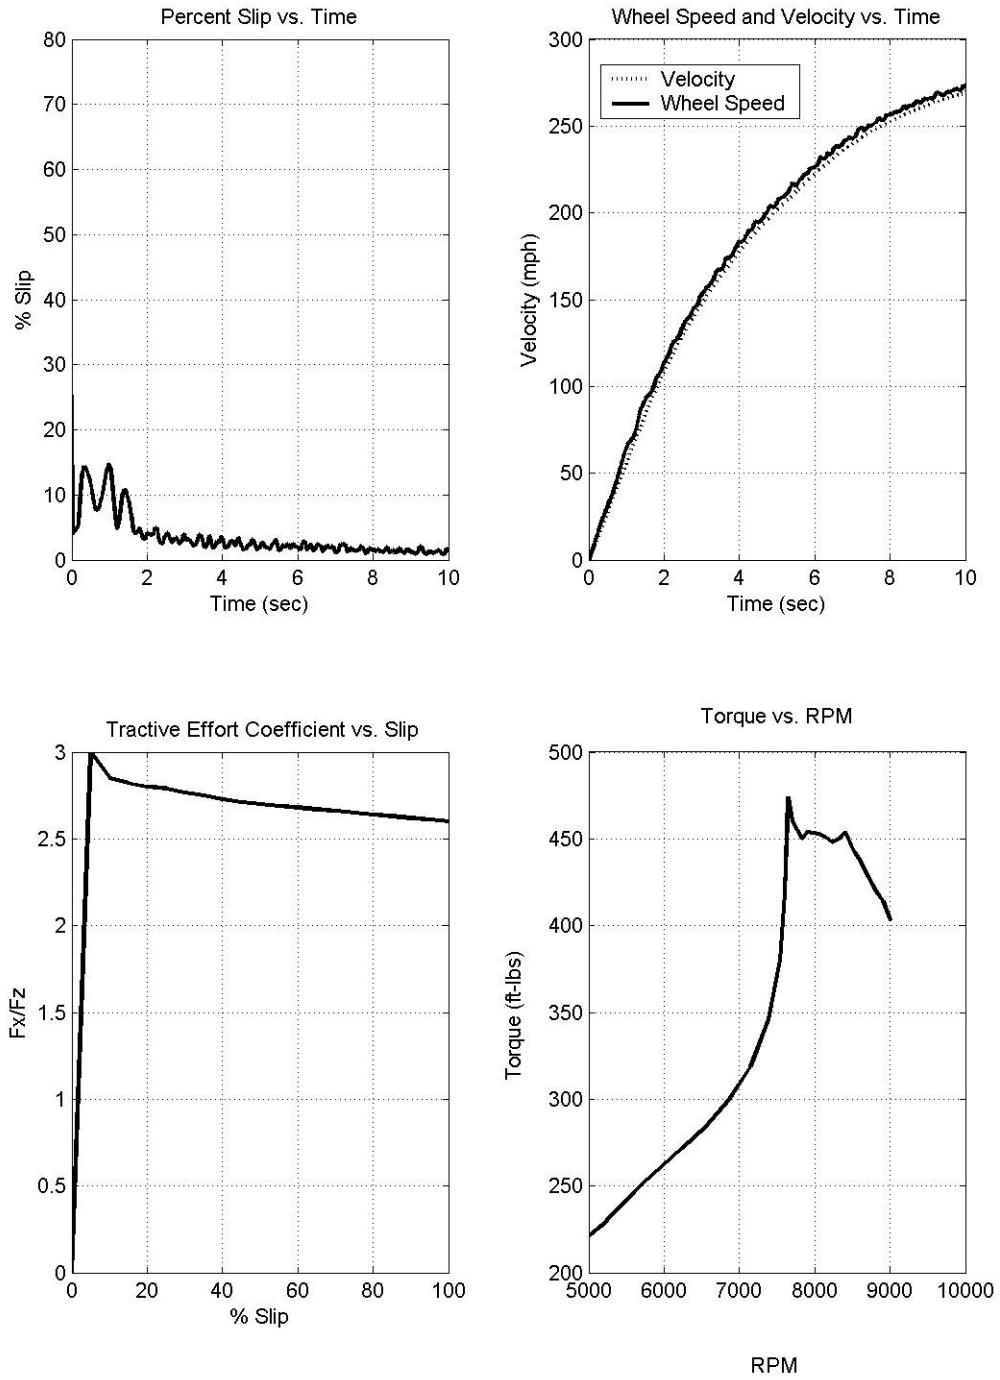 Percent Slip vs. Time
80
70
60
50
40
30
20
10
0
% Slip
0 2 4 6 8 10
Time (sec)
Wheel Speed and Velocity vs. Time
300
250
200
150
100
50
0
Velocity
Wheel Speed
Velocity (mph)
0 2 4 6 8 10
Time (sec)
Tractive Effort Coefficient vs. Slip
3
2.5
2
1.5
1
0.5
0
Fx/Fz
0 20 40 60 80 100
% Slip
Torque vs. RPM
500
450
400
350
300
250
200
Torque (ft-lbs)
5000 6000 7000 8000 9000 10000
RPM